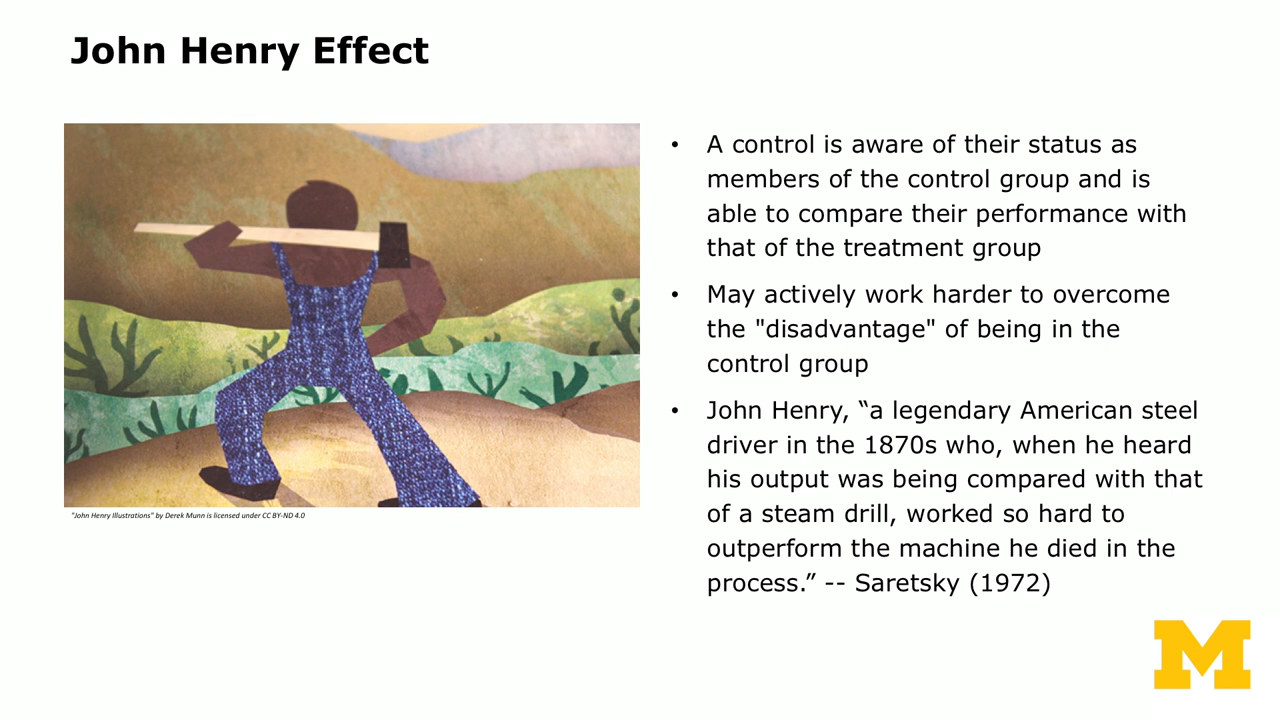 John Henry Effect
• A control is aware of their status as
members of the control group and is
able to compare their performance with
that of the treatment group
• May actively work harder to overcome
the "disadvantage" of being in the
control group
• John Henry, “a legendary American steel
driver in the 1870s who, when he heard
his output was being compared with that
of a steam drill, worked so hard to
outperform the machine he died in the
process.” -- Saretsky (1972)
"John Henry Illustrations" by Derek Munn is licensed under CC BY-ND 4.0
M